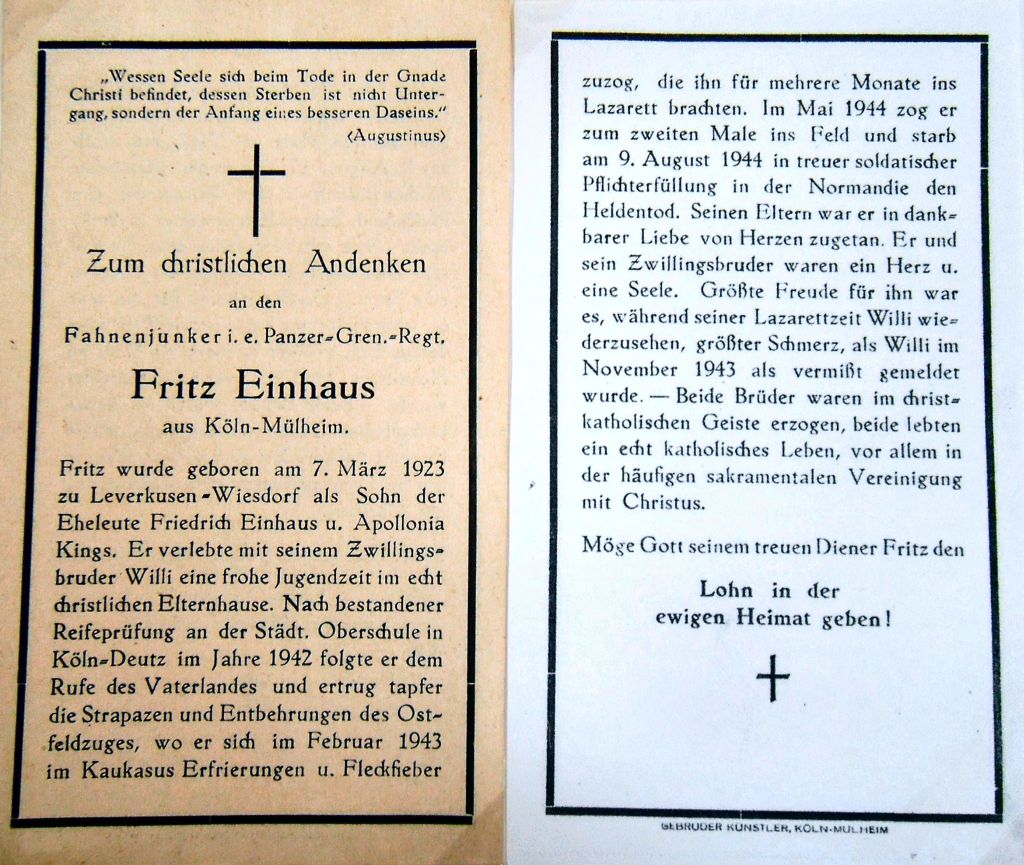 „Wessen Seele sich beim Tode in der Gnade
Christi befindet, dessen Sterben ist nicht Unter-
gang, sondern der Anfang eines besseren Daseins.“
(Augustinus)
Zum christlichen Andenken
an den
Fahnenjunker i. e. Panzer-Gren.-Regt.
Fritz Einhaus
aus Köln-Mülheim.
Fritz wurde geboren am 7. März 1923
zu Leverkusen-Wiesdorf als Sohn der
Eheleute Friedrich Einhaus u. Apollonia
Kings. Er verlebte mit seinem Zwillings-
bruder Willi eine frohe Jugendzeit im echt
christlichen Elternhause. Nach bestandener
Reifeprüfung an der Städt. Oberschule in
Köln-Deutz im Jahre 1942 folgte er dem
Rufe des Vaterlandes und ertrug tapfer
die Strapazen und Entbehrungen des Ost-
feldzuges, wo er sich im Februar 1943
im Kaukasus Erfrierungen u. Fleckfieber
zuzog, die ihn für mehrere Monate ins
Lazarett brachten. Im Mai 1944 zog er
zum zweiten Male ins Feld und starb
am 9. August 1944 in treuer soldatischer
Pflichterfüllung in der Normandie den
Heldentod. Seinen Eltern war er in dank-
barer Liebe von Herzen zugetan. Er und
sein Zwillingsbruder waren ein Herz u.
eine Seele. Größte Freude für ihn war
es, während seiner Lazarettzeit Willi wie-
derzusehen, größter Schmerz, als Willi im
November 1943 als vermißt gemeldet
wurde. — Beide Brüder waren im christ-
katholischen Geiste erzogen, beide lebten
ein echt katholisches Leben, vor allem in
der häufigen sakramentalen Vereinigung
mit Christus.
Möge Gott seinem treuen Diener Fritz den
Lohn in der
ewigen Heimat geben!
GEBRÜDER KÜNSTLER, KÖLN-MÜLHEIM